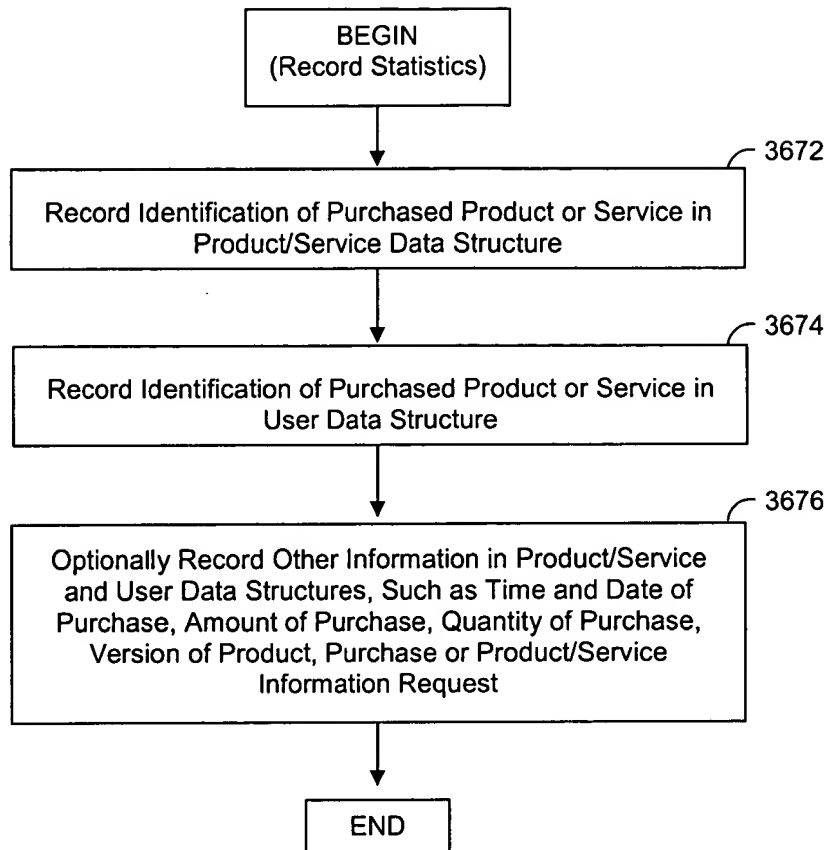 BEGIN
(Record Statistics)
3672
Record Identification of Purchased Product or Service in
Product/Service Data Structure
3674
Record Identification of Purchased Product or Service in
User Data Structure
3676
Optionally Record Other Information in Product/Service
and User Data Structures, Such as Time and Date of
Purchase, Amount of Purchase, Quantity of Purchase,
Version of Product, Purchase or Product/Service
Information Request
END